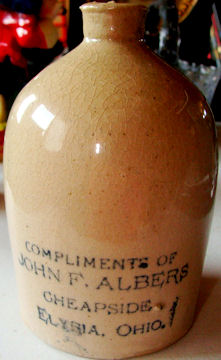 COMPLIMENTS OF
JOHN F. ALBERS
CHEAPSIDE.
ELYRIA, OHIO.